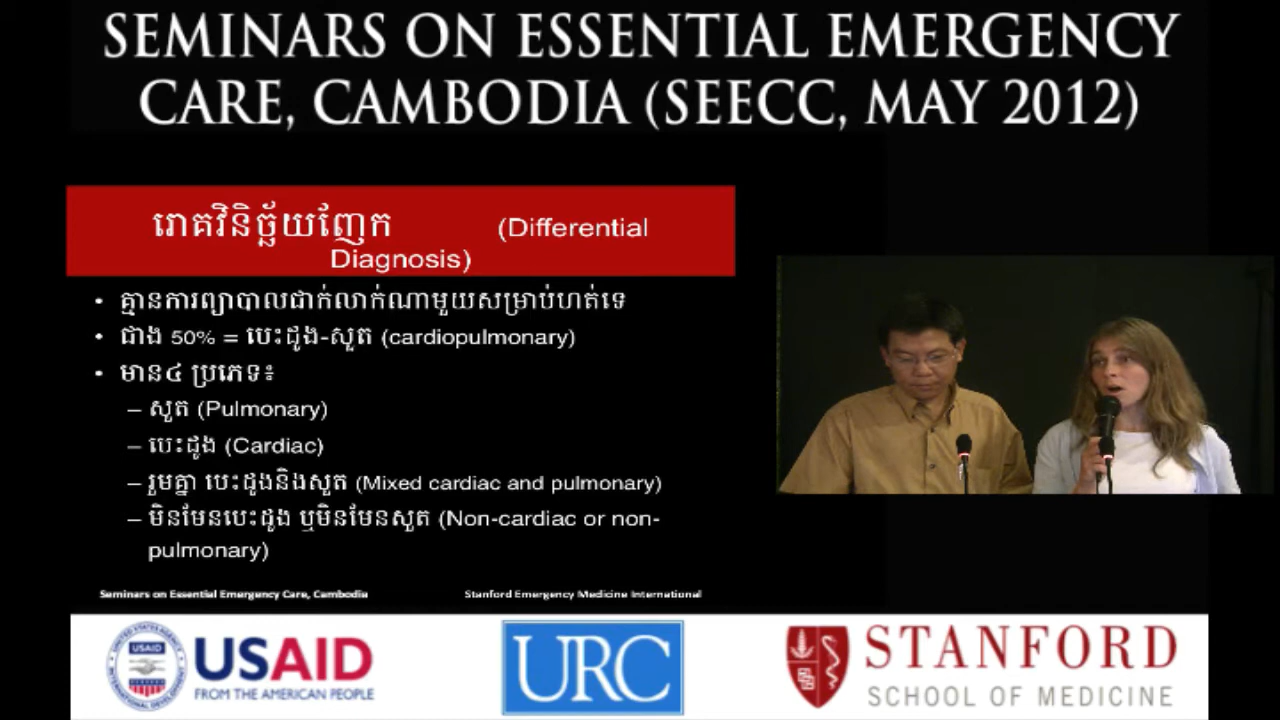 SEMINARS ON ESSENTIAL EMERGENCY
CARE, CAMBODIA (SEECC, MAY 2012)
រោគវិនិច្ឆ័យញែក (Differential
Diagnosis)
• គ្មានការព្យាបាលជាក់លាក់ណាមួយសម្រាប់ហត់ទេ
• ជាង 50% = បេះដូង-សួត (cardiopulmonary)
• មាន៤ ប្រភេទ៖
– សួត (Pulmonary)
– បេះដូង (Cardiac)
– រួមគ្នា បេះដូងនិងសួត (Mixed cardiac and pulmonary)
– មិនមែនបេះដូង ឬមិនមែនសួត (Non-cardiac or non-
pulmonary)
Seminars on Essential Emergency Care, Cambodia Stanford Emergency Medicine International
UNITED STATES AGENCY
INTERNATIONAL DEVELOPMENT
USAID
FROM THE AMERICAN PEOPLE
URC
STANFORD
SCHOOL OF MEDICINE